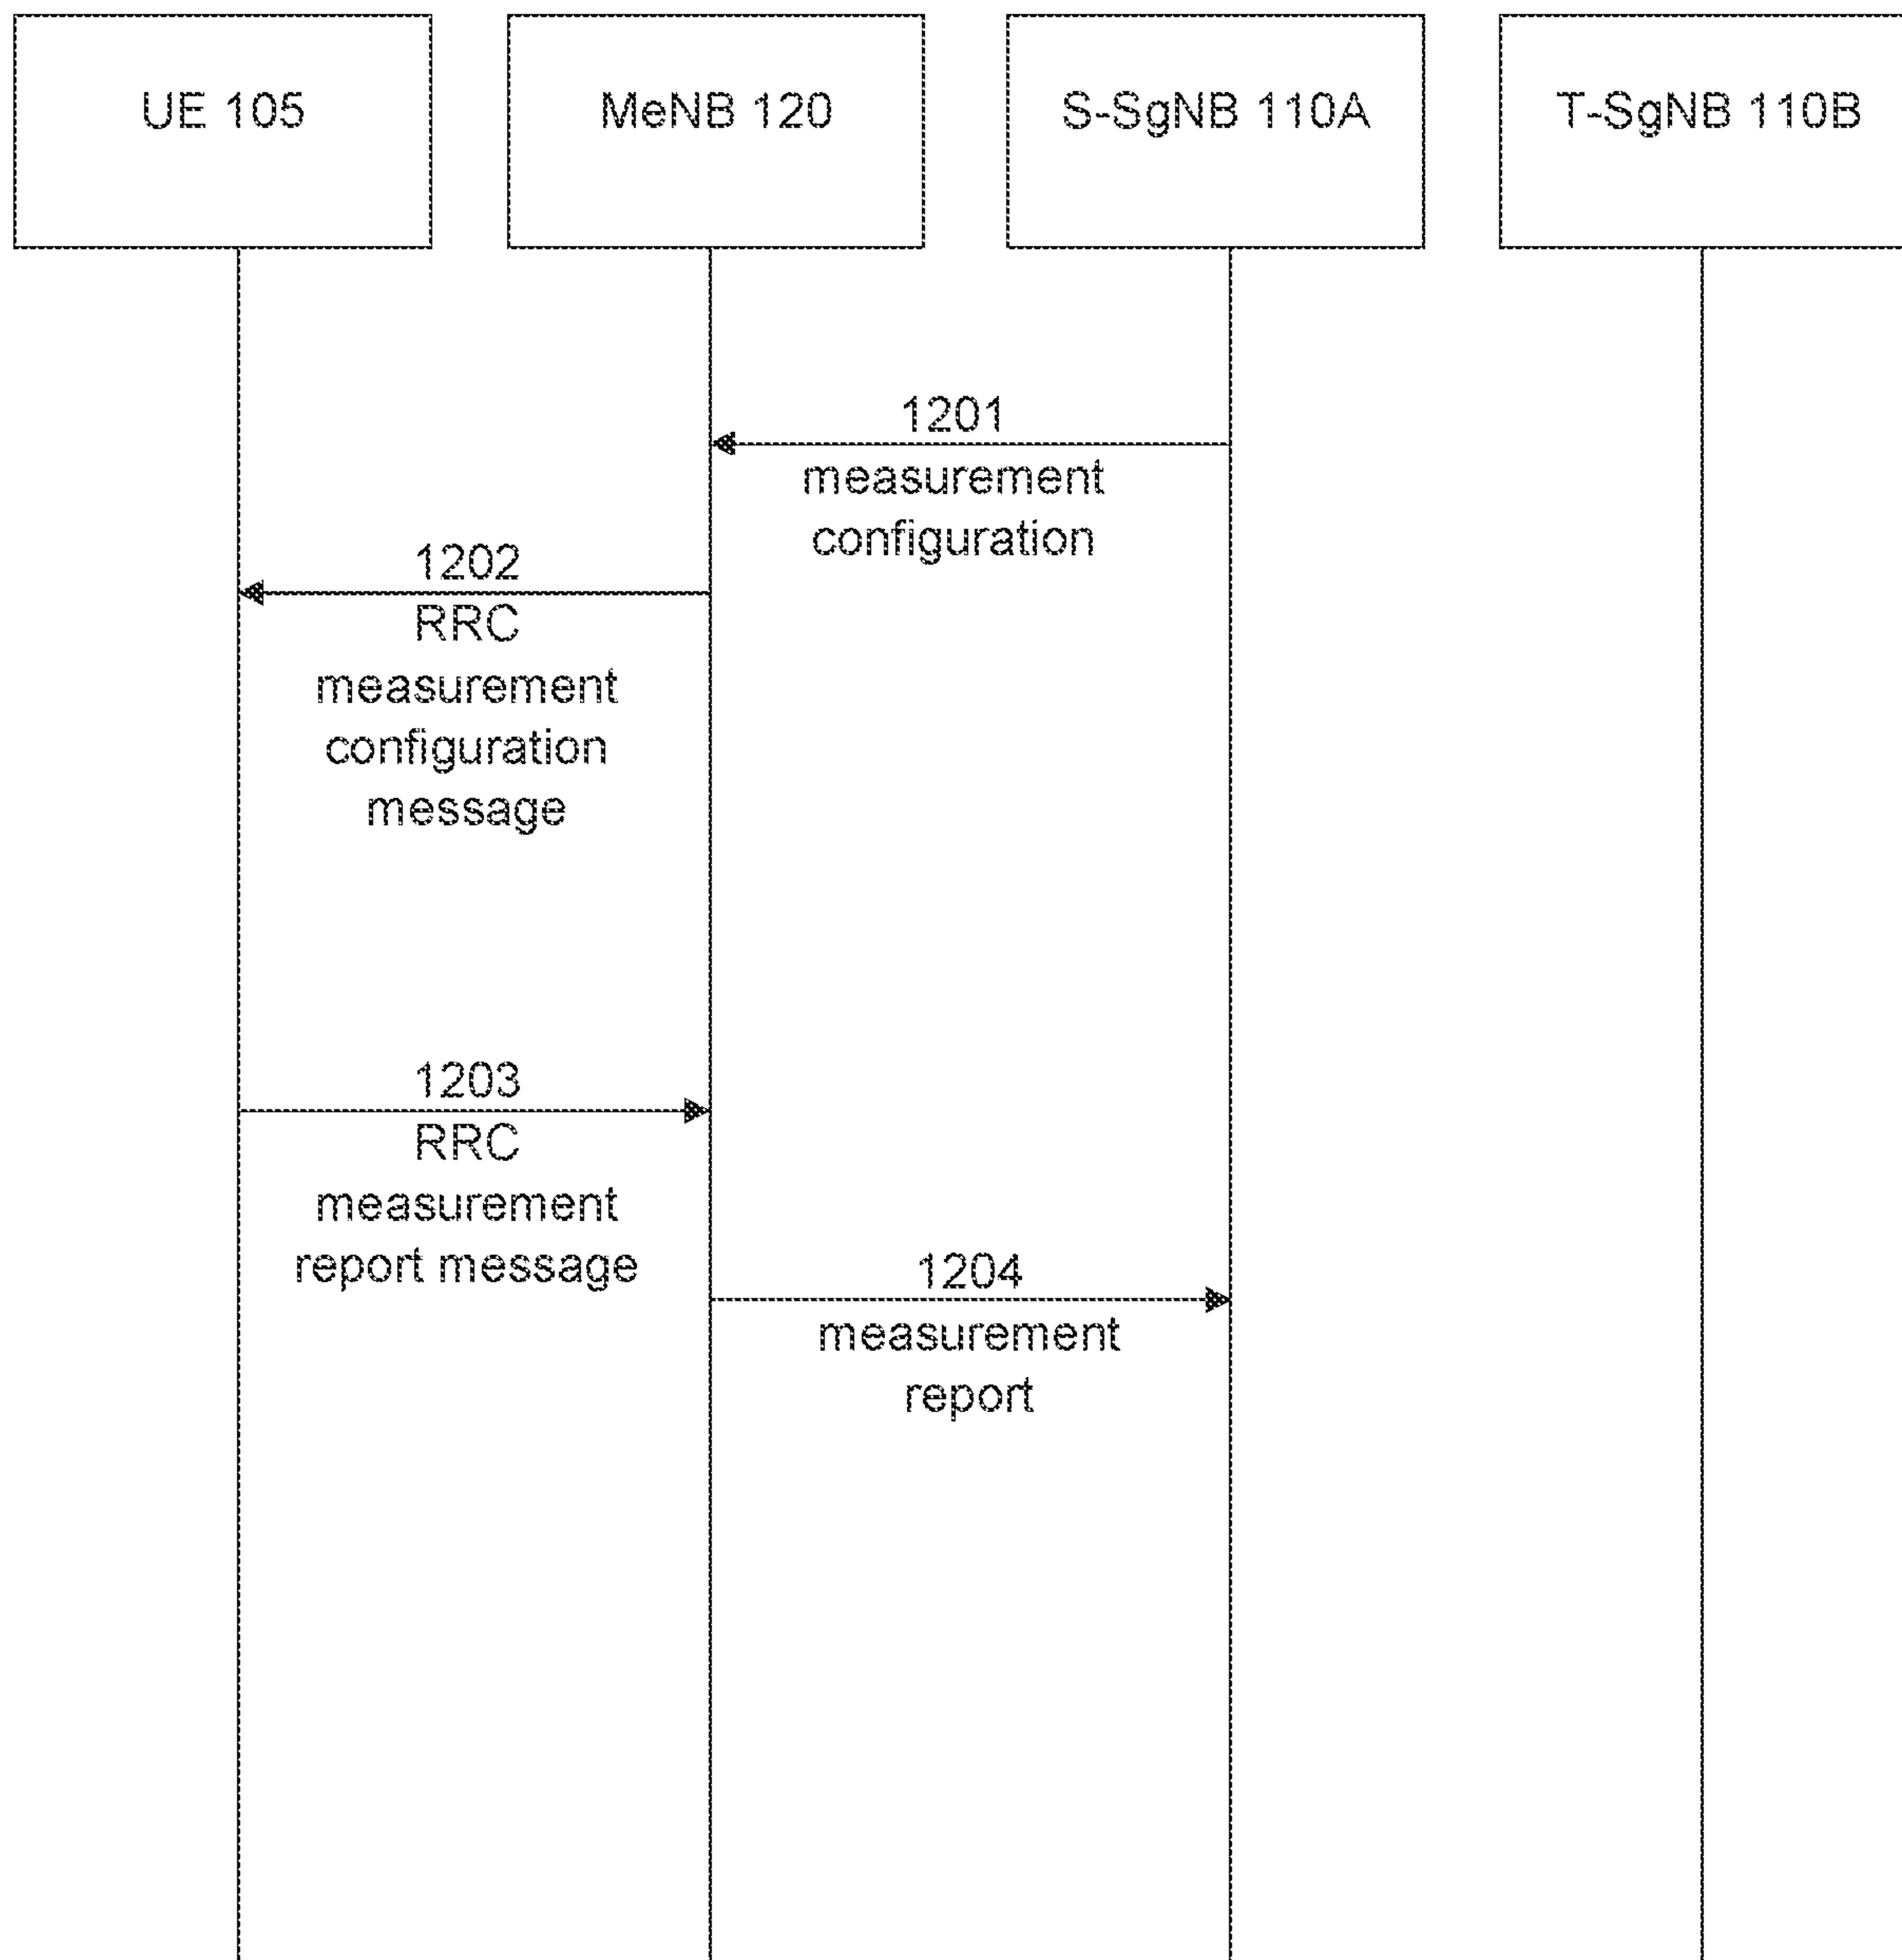 UE 105
MeNB 120
S-SgNB 110A
T-SgNB 110B
1201
measurement
configuration
1202
RRC
measurement
configuration
message
1203
RRC
measurement
report message
1204
measurement
report